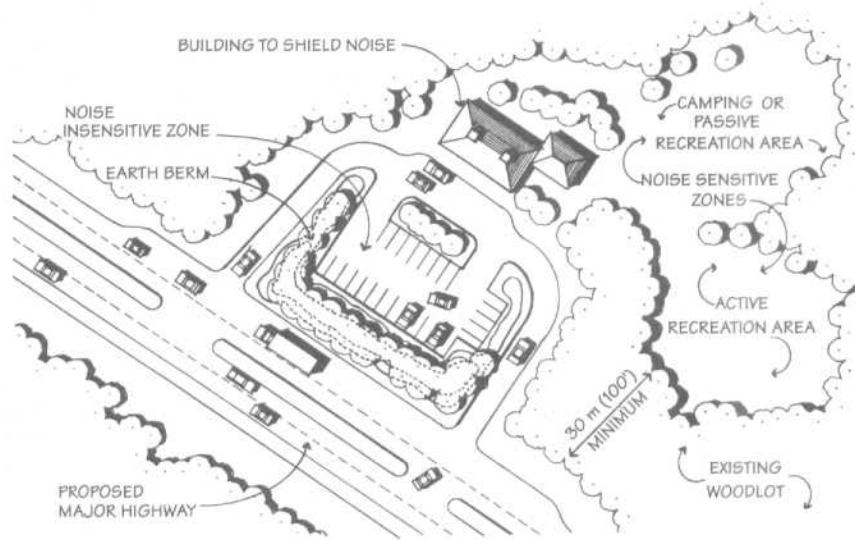 BUILDING TO SHIELD NOISE
NOISE
INSENSITIVE ZONE
EARTH BERM
CAMPING OR
PASSIVE
RECREATION AREA
NOISE SENSITIVE
ZONES
ACTIVE
RECREATION AREA
30 m (100')
MINIMUM
EXISTING
WOODLOT
PROPOSED
MAJOR HIGHWAY